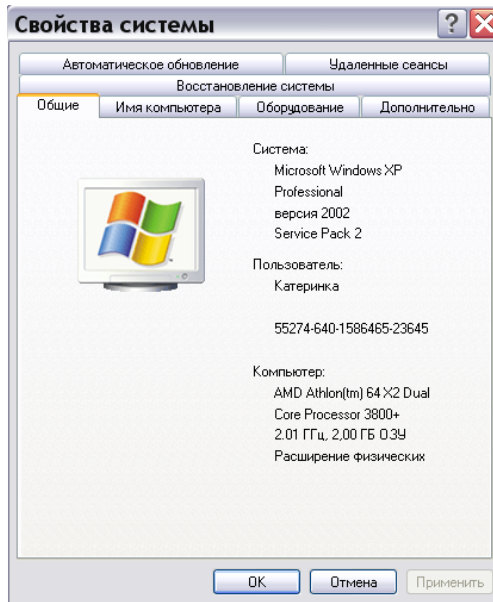 Свойства системы
Автоматическое обновление
Удаленные сеансы
Восстановление системы
Общие
Имя компьютера
Оборудование
Дополнительно
Система:
Microsoft Windows XP
Professional
версия 2002
Service Pack 2
Пользователь:
Катеринка
55274-640-1586465-23645
Компьютер:
AMD Athlon(tm) 64 X2 Dual
Core Processor 3800+
2.01 ГГц, 2,00 ГБ ОЗУ
Расширение физических
ОК
Отмена
Применить